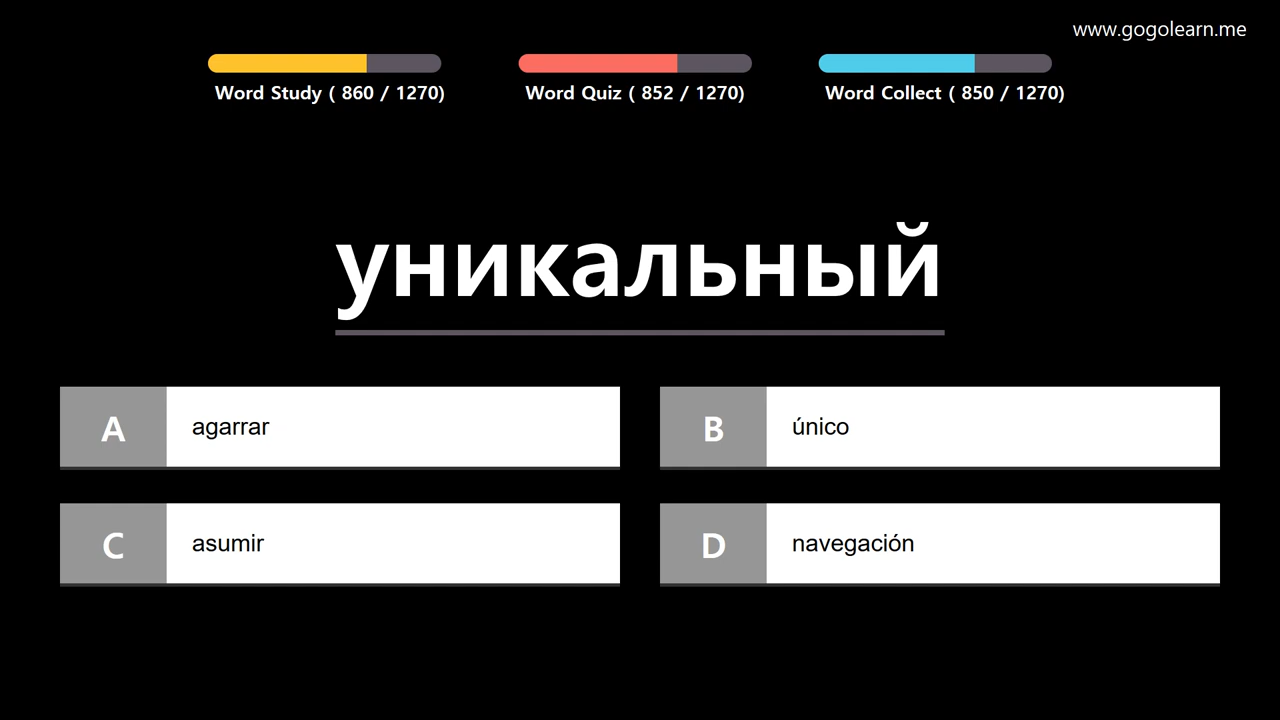 www.gogolearn.me
Word Study ( 860 / 1270)
Word Quiz ( 852 / 1270)
Word Collect ( 850 / 1270)
уникальный
A agarrar
B único
C asumir
D navegación